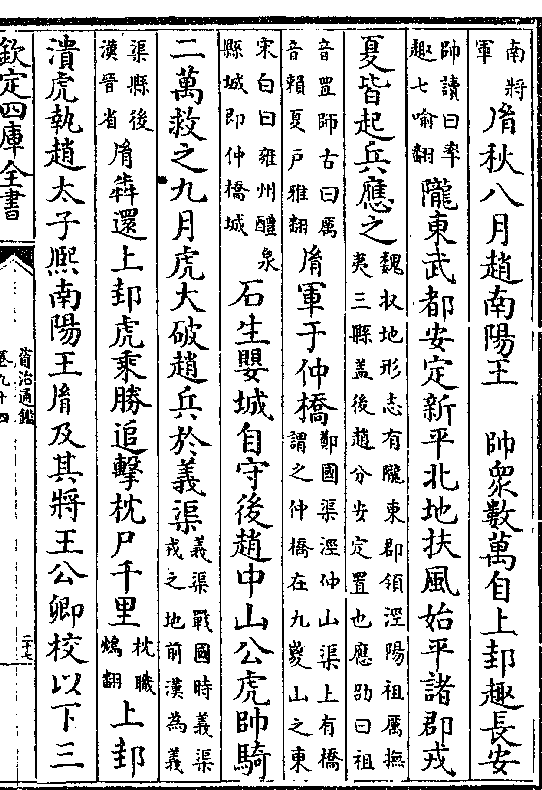 南將軍𦙍秋八月趙南陽王 帥衆數萬自上邽趣長安
帥讀曰率趣七喻翻隴東武都安定新平北地扶風始平諸郡戎
夏皆起兵應之魏收地形志有隴東郡領涇陽祖厲撫夷三縣蓋後趙分安定置也應劭曰祖
音罝師古曰厲音賴夏戶雅翻𦙍軍于仲橋鄭國渠涇仲山渠上有橋謂之仲橋在九嵏山之東
宋白曰雍州醴泉縣城即仲橋城石生嬰城自守後趙中山公虎帥騎
二萬救之九月虎大破趙兵於義渠義渠戰國時義渠戎之地前漢為義
渠縣後漢晉省𦙍犇還上邽虎乘勝追擊枕尸千里枕職鴆翻上邽
潰虎執趙太子熙南陽王𦙍及其將王公卿校以下三
欽定四庫全書
資治通鑑
卷九十四
二十七